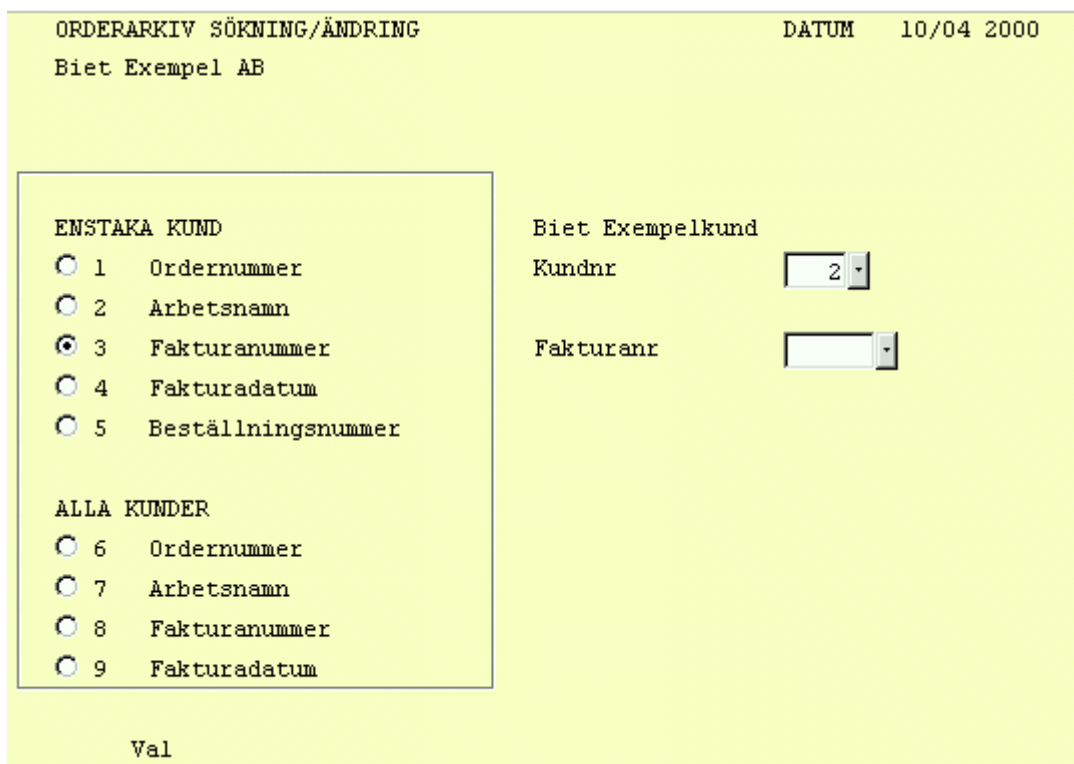 ORDERARKIV SÖKNING/ÄNDRING DATUM 10/04 2000
Biet Exempel AB
ENSTAKA KUND Biet Exempelkund
1 Ordernummer Kundnr 2
2 Arbetsnamn
3 Fakturanummer Fakturanr
4 Fakturadatum
5 Beställningsnummer
ALLA KUNDER
6 Ordernummer
7 Arbetsnamn
8 Fakturanummer
9 Fakturadatum
Val